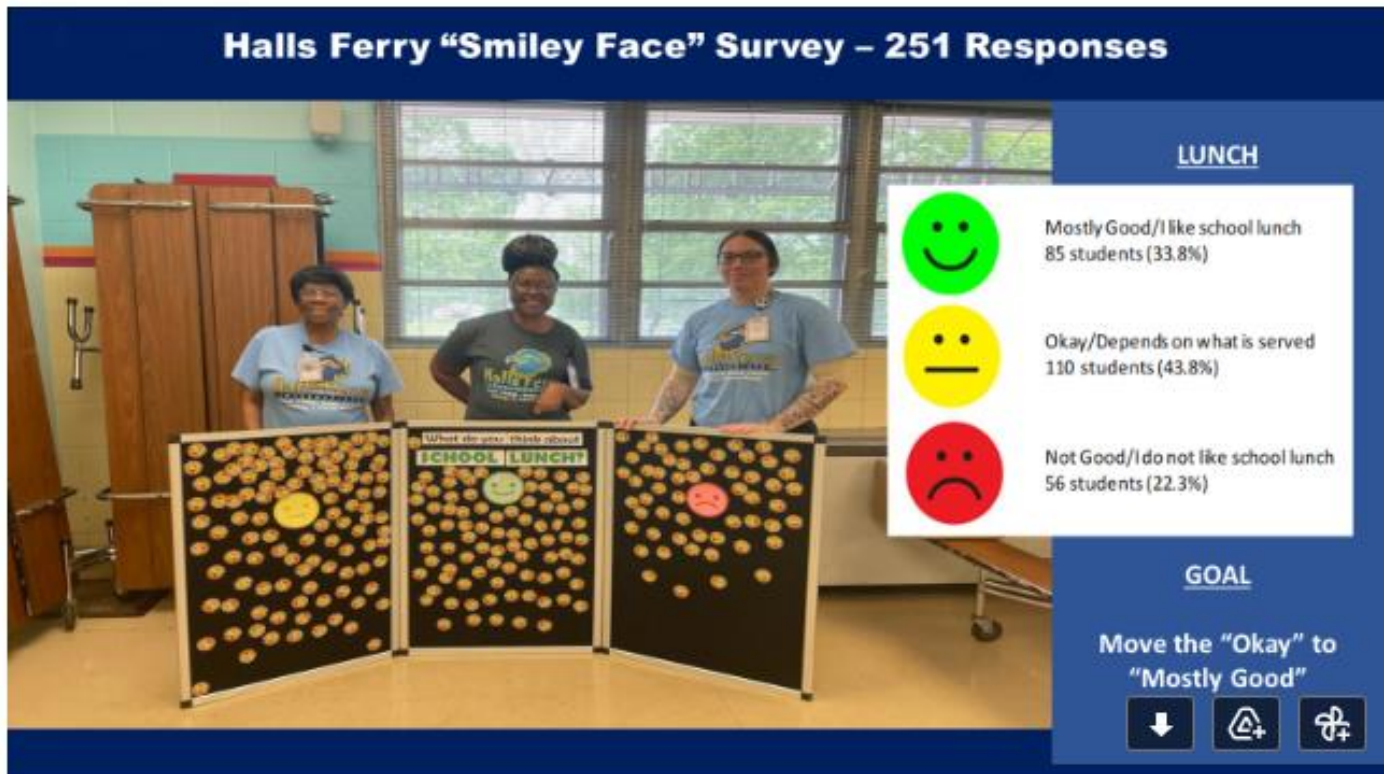 Halls Ferry “Smiley Face” Survey – 251 Responses
What do you think about
SCHOOL LUNCH?
LUNCH
Mostly Good/I like school lunch
85 students (33.8%)
Okay/Depends on what is served
110 students (43.8%)
Not Good/I do not like school lunch
56 students (22.3%)
GOAL
Move the “Okay” to
“Mostly Good”